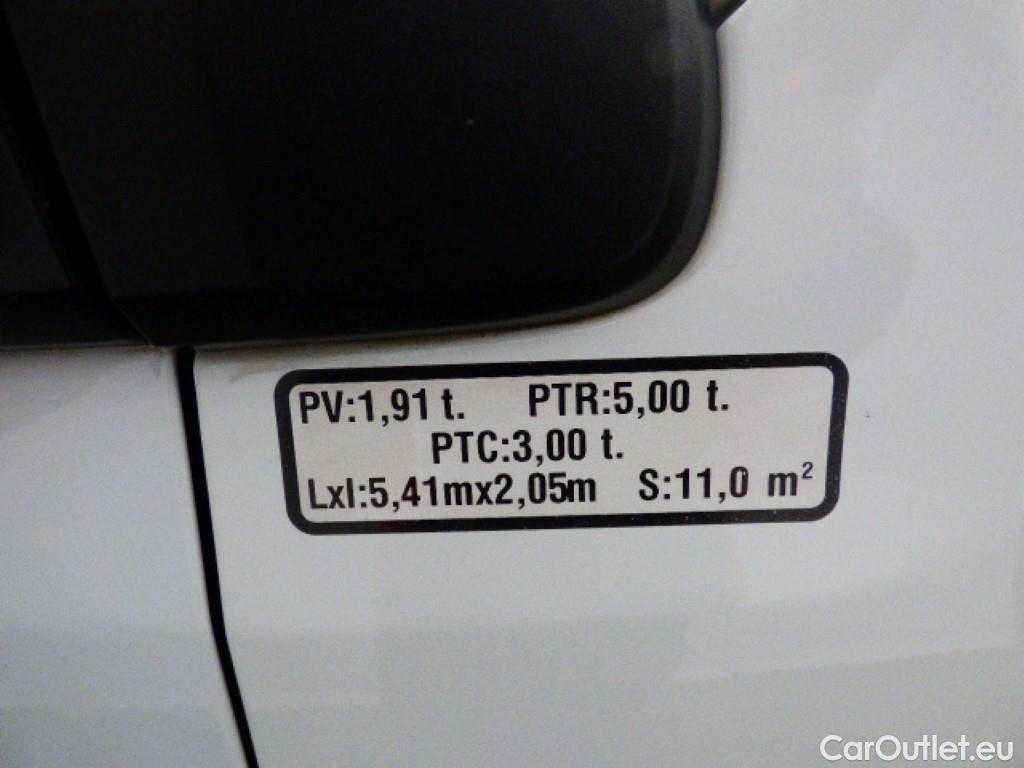 PV:1,91 t. PTR:5,00 t.
PTC:3,00 t.
Lxl:5,41mx2,05m S:11,0 m²
CarOutlet.eu